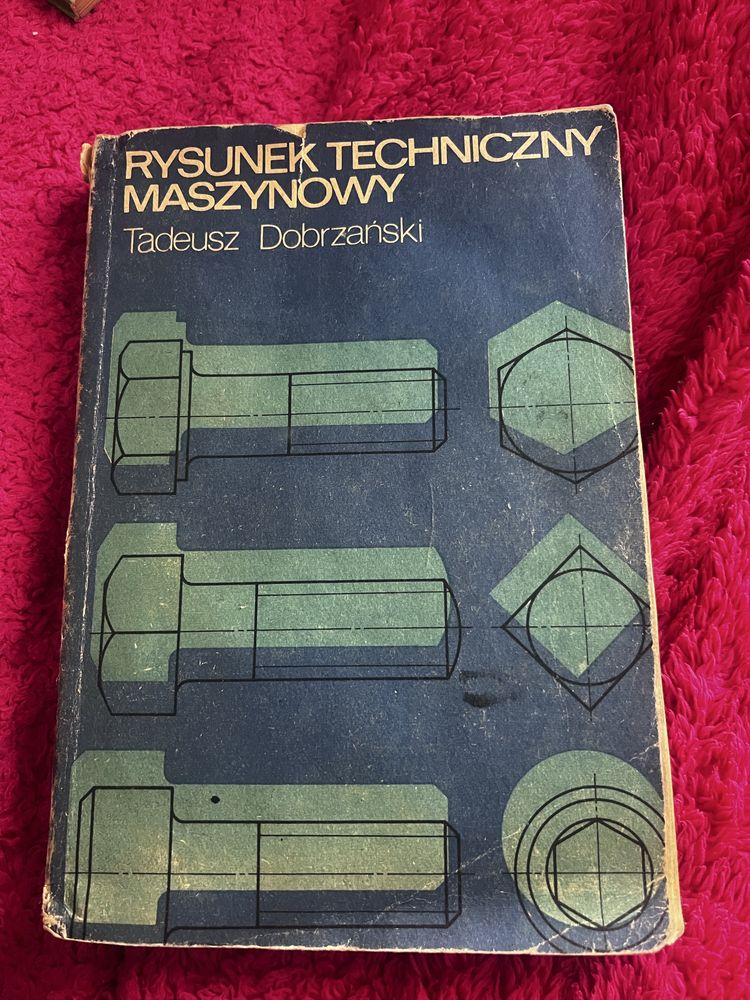 RYSUNEK TECHNICZNY
MASZYNOWY
Tadeusz Dobrzański